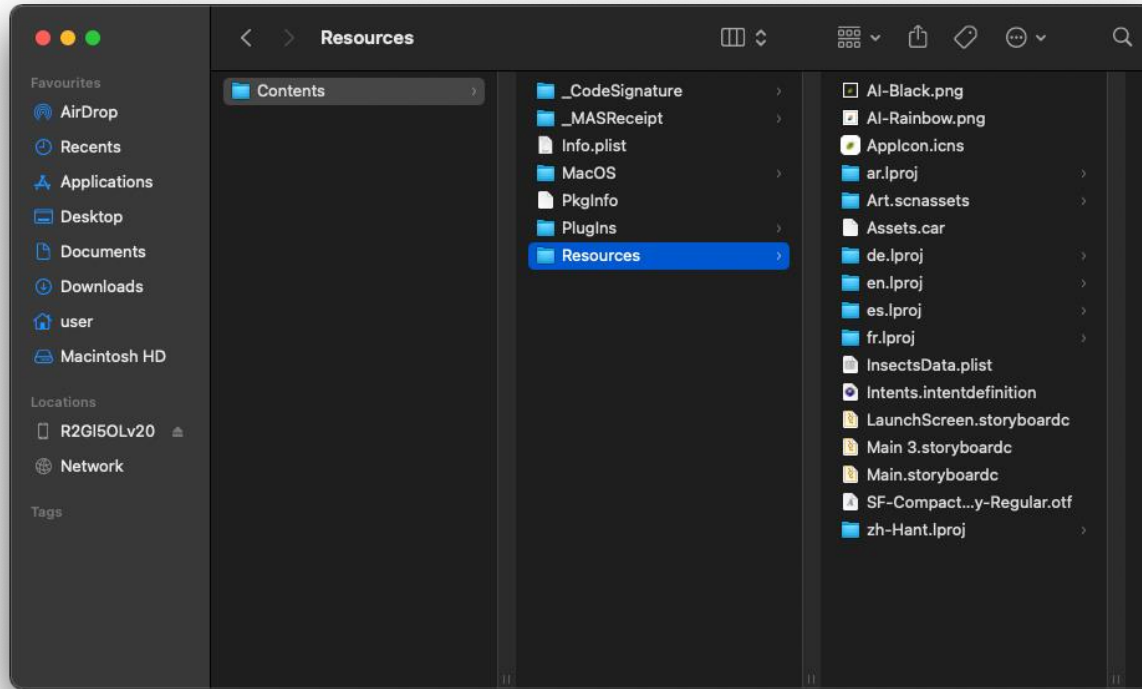 Resources
Favourites
AirDrop
Recents
Applications
Desktop
Documents
Downloads
user
Macintosh HD
Locations
R2GI5OLv20
Network
Tags
Contents
_CodeSignature
_MASReceipt
Info.plist
MacOS
PkgInfo
PlugIns
Resources
AI-Black.png
AI-Rainbow.png
AppIcon.icns
ar.lproj
Art.scnassets
Assets.car
de.lproj
en.lproj
es.lproj
fr.lproj
InsectsData.plist
Intents.intentdefinition
LaunchScreen.storyboardc
Main 3.storyboardc
Main.storyboardc
SF-Compact...y-Regular.otf
zh-Hant.lproj